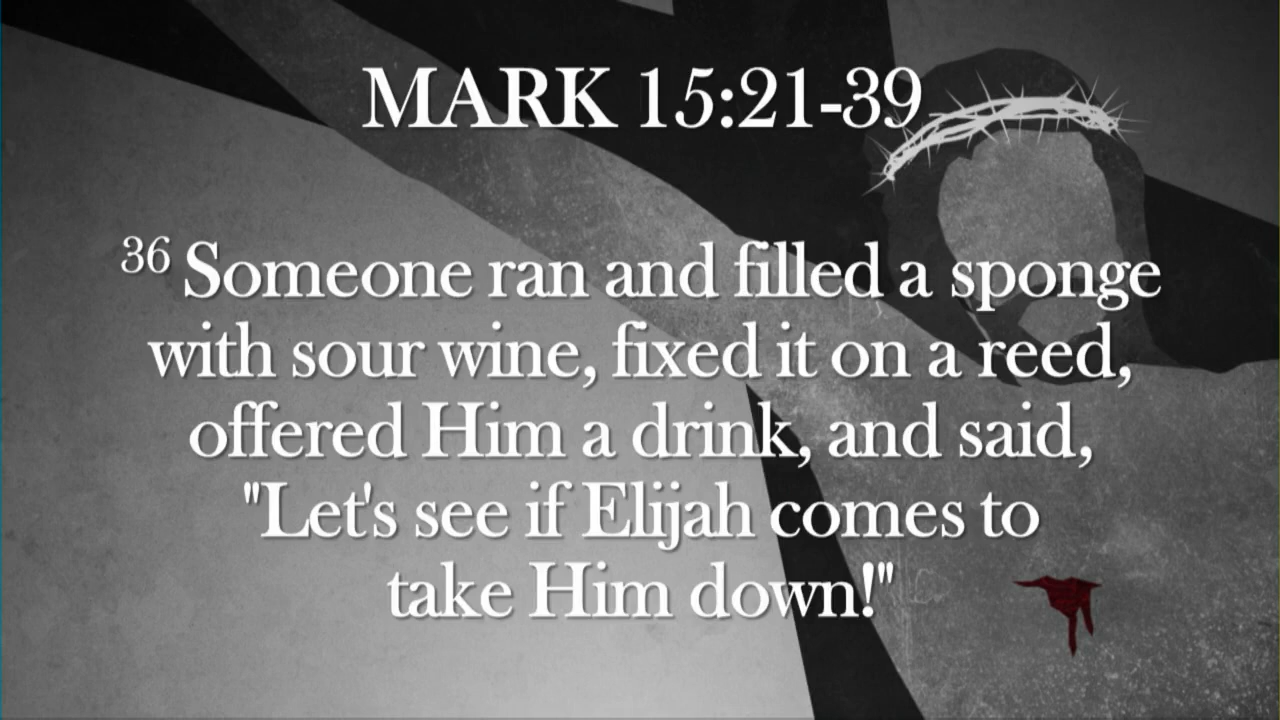 MARK 15:21-39
36 Someone ran and filled a sponge
with sour wine, fixed it on a reed,
offered Him a drink, and said,
"Let's see if Elijah comes to
take Him down!"